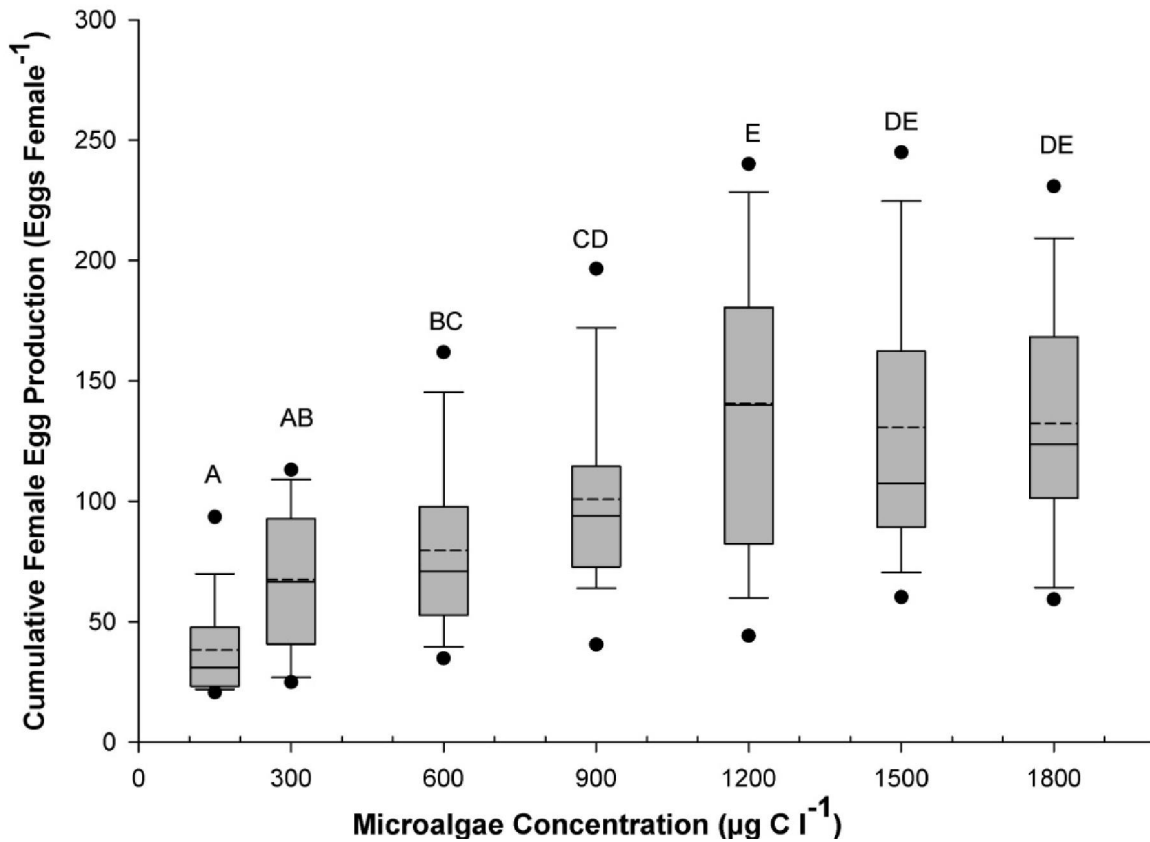 Cumulative Female Egg Production (Eggs Female⁻¹)
300
250
200
150
100
50
0
A
AB
BC
CD
E
DE
DE
0 300 600 900 1200 1500 1800
Microalgae Concentration (µg C l⁻¹)